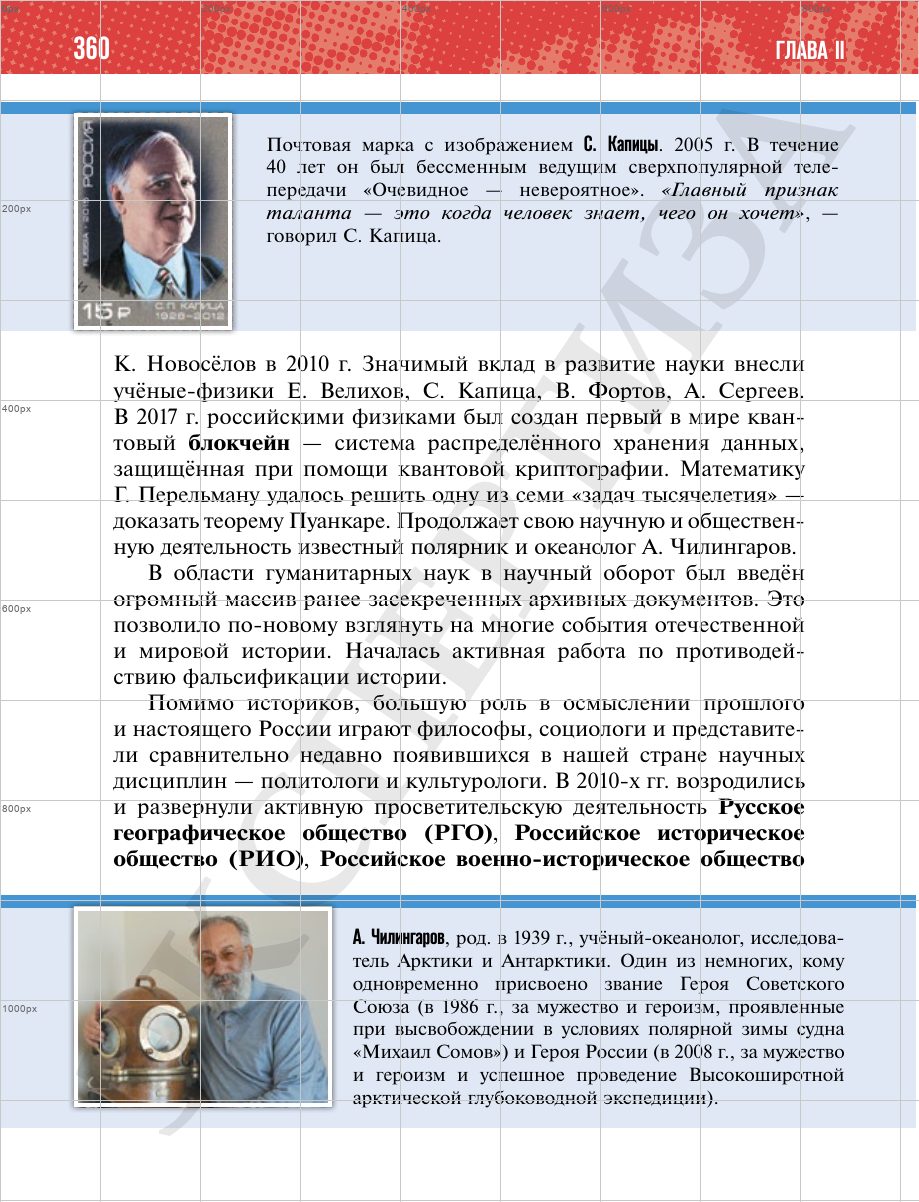 360
ГЛАВА II
РОССИЯ
RUSSIA • 2015
15 Р
С.П. КАПИЦА
1928–2012
Почтовая марка с изображением С. Капицы. 2005 г. В течение
40 лет он был бессменным ведущим сверхпопулярной теле-
передачи «Очевидное — невероятное». «Главный признак
таланта — это когда человек знает, чего он хочет», —
говорил С. Капица.
К. Новосёлов в 2010 г. Значимый вклад в развитие науки внесли
учёные-физики Е. Велихов, С. Капица, В. Фортов, А. Сергеев.
В 2017 г. российскими физиками был создан первый в мире кван-
товый блокчейн — система распределённого хранения данных,
защищённая при помощи квантовой криптографии. Математику
Г. Перельману удалось решить одну из семи «задач тысячелетия» —
доказать теорему Пуанкаре. Продолжает свою научную и обществен-
ную деятельность известный полярник и океанолог А. Чилингаров.
В области гуманитарных наук в научный оборот был введён
огромный массив ранее засекреченных архивных документов. Это
позволило по-новому взглянуть на многие события отечественной
и мировой истории. Началась активная работа по противодей-
ствию фальсификации истории.
Помимо историков, большую роль в осмыслении прошлого
и настоящего России играют философы, социологи и представите-
ли сравнительно недавно появившихся в нашей стране научных
дисциплин — политологи и культурологи. В 2010-х гг. возродились
и развернули активную просветительскую деятельность Русское
географическое общество (РГО), Российское историческое
общество (РИО), Российское военно-историческое общество
А. Чилингаров, род. в 1939 г., учёный-океанолог, исследова-
тель Арктики и Антарктики. Один из немногих, кому
одновременно присвоено звание Героя Советского
Союза (в 1986 г., за мужество и героизм, проявленные
при высвобождении в условиях полярной зимы судна
«Михаил Сомов») и Героя России (в 2008 г., за мужество
и героизм и успешное проведение Высокоширотной
арктической глубоководной экспедиции).
ЭКСПЕРТИЗА
200px
400px
600px
800px
1000px